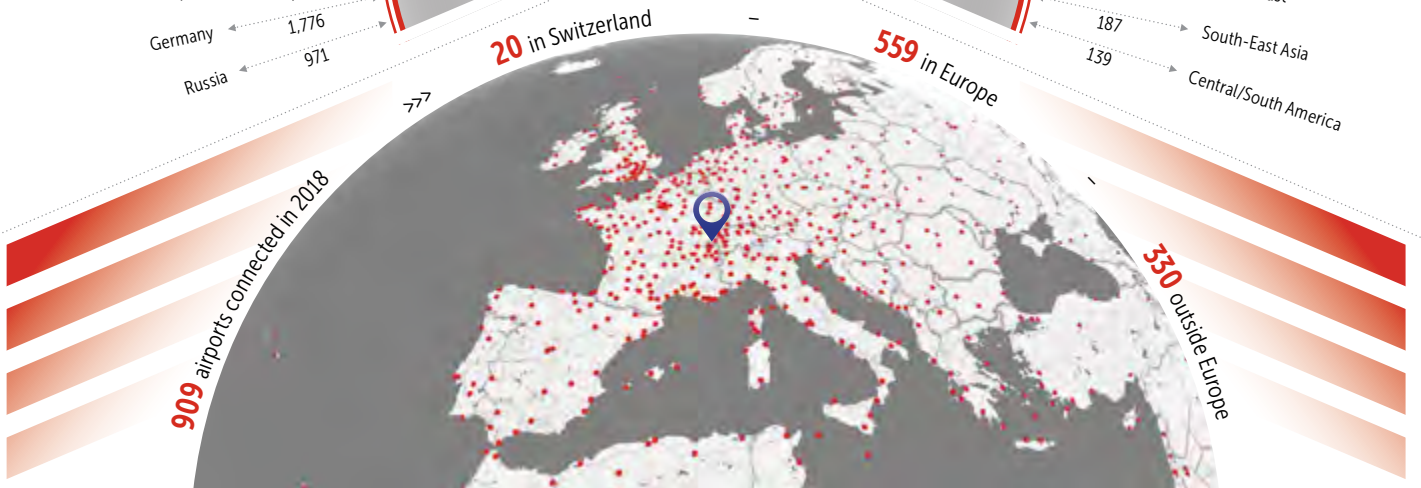 Germany 1,776
Russia 971
187 South-East Asia
139 Central/South America
>>>
909 airports connected in 2018
20 in Switzerland
–
559 in Europe
–
330 outside Europe